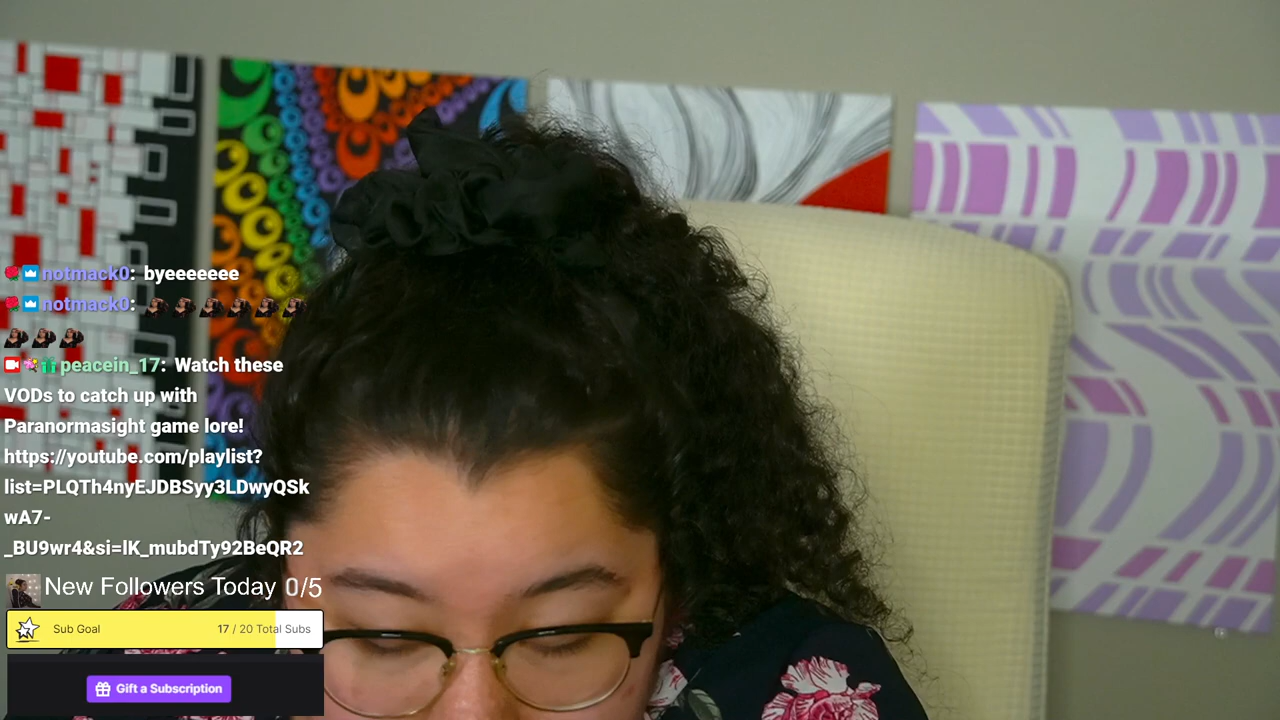 notmack0: byeeeeeee
notmack0:
peacein_17: Watch these
VODs to catch up with
Paranormasight game lore!
https://youtube.com/playlist?
list=PLQTh4nyEJDBSyy3LDwyQSk
wA7-
_BU9wr4&si=lK_mubdTy92BeQR2
New Followers Today 0/5
Sub Goal 17 / 20 Total Subs
Gift a Subscription